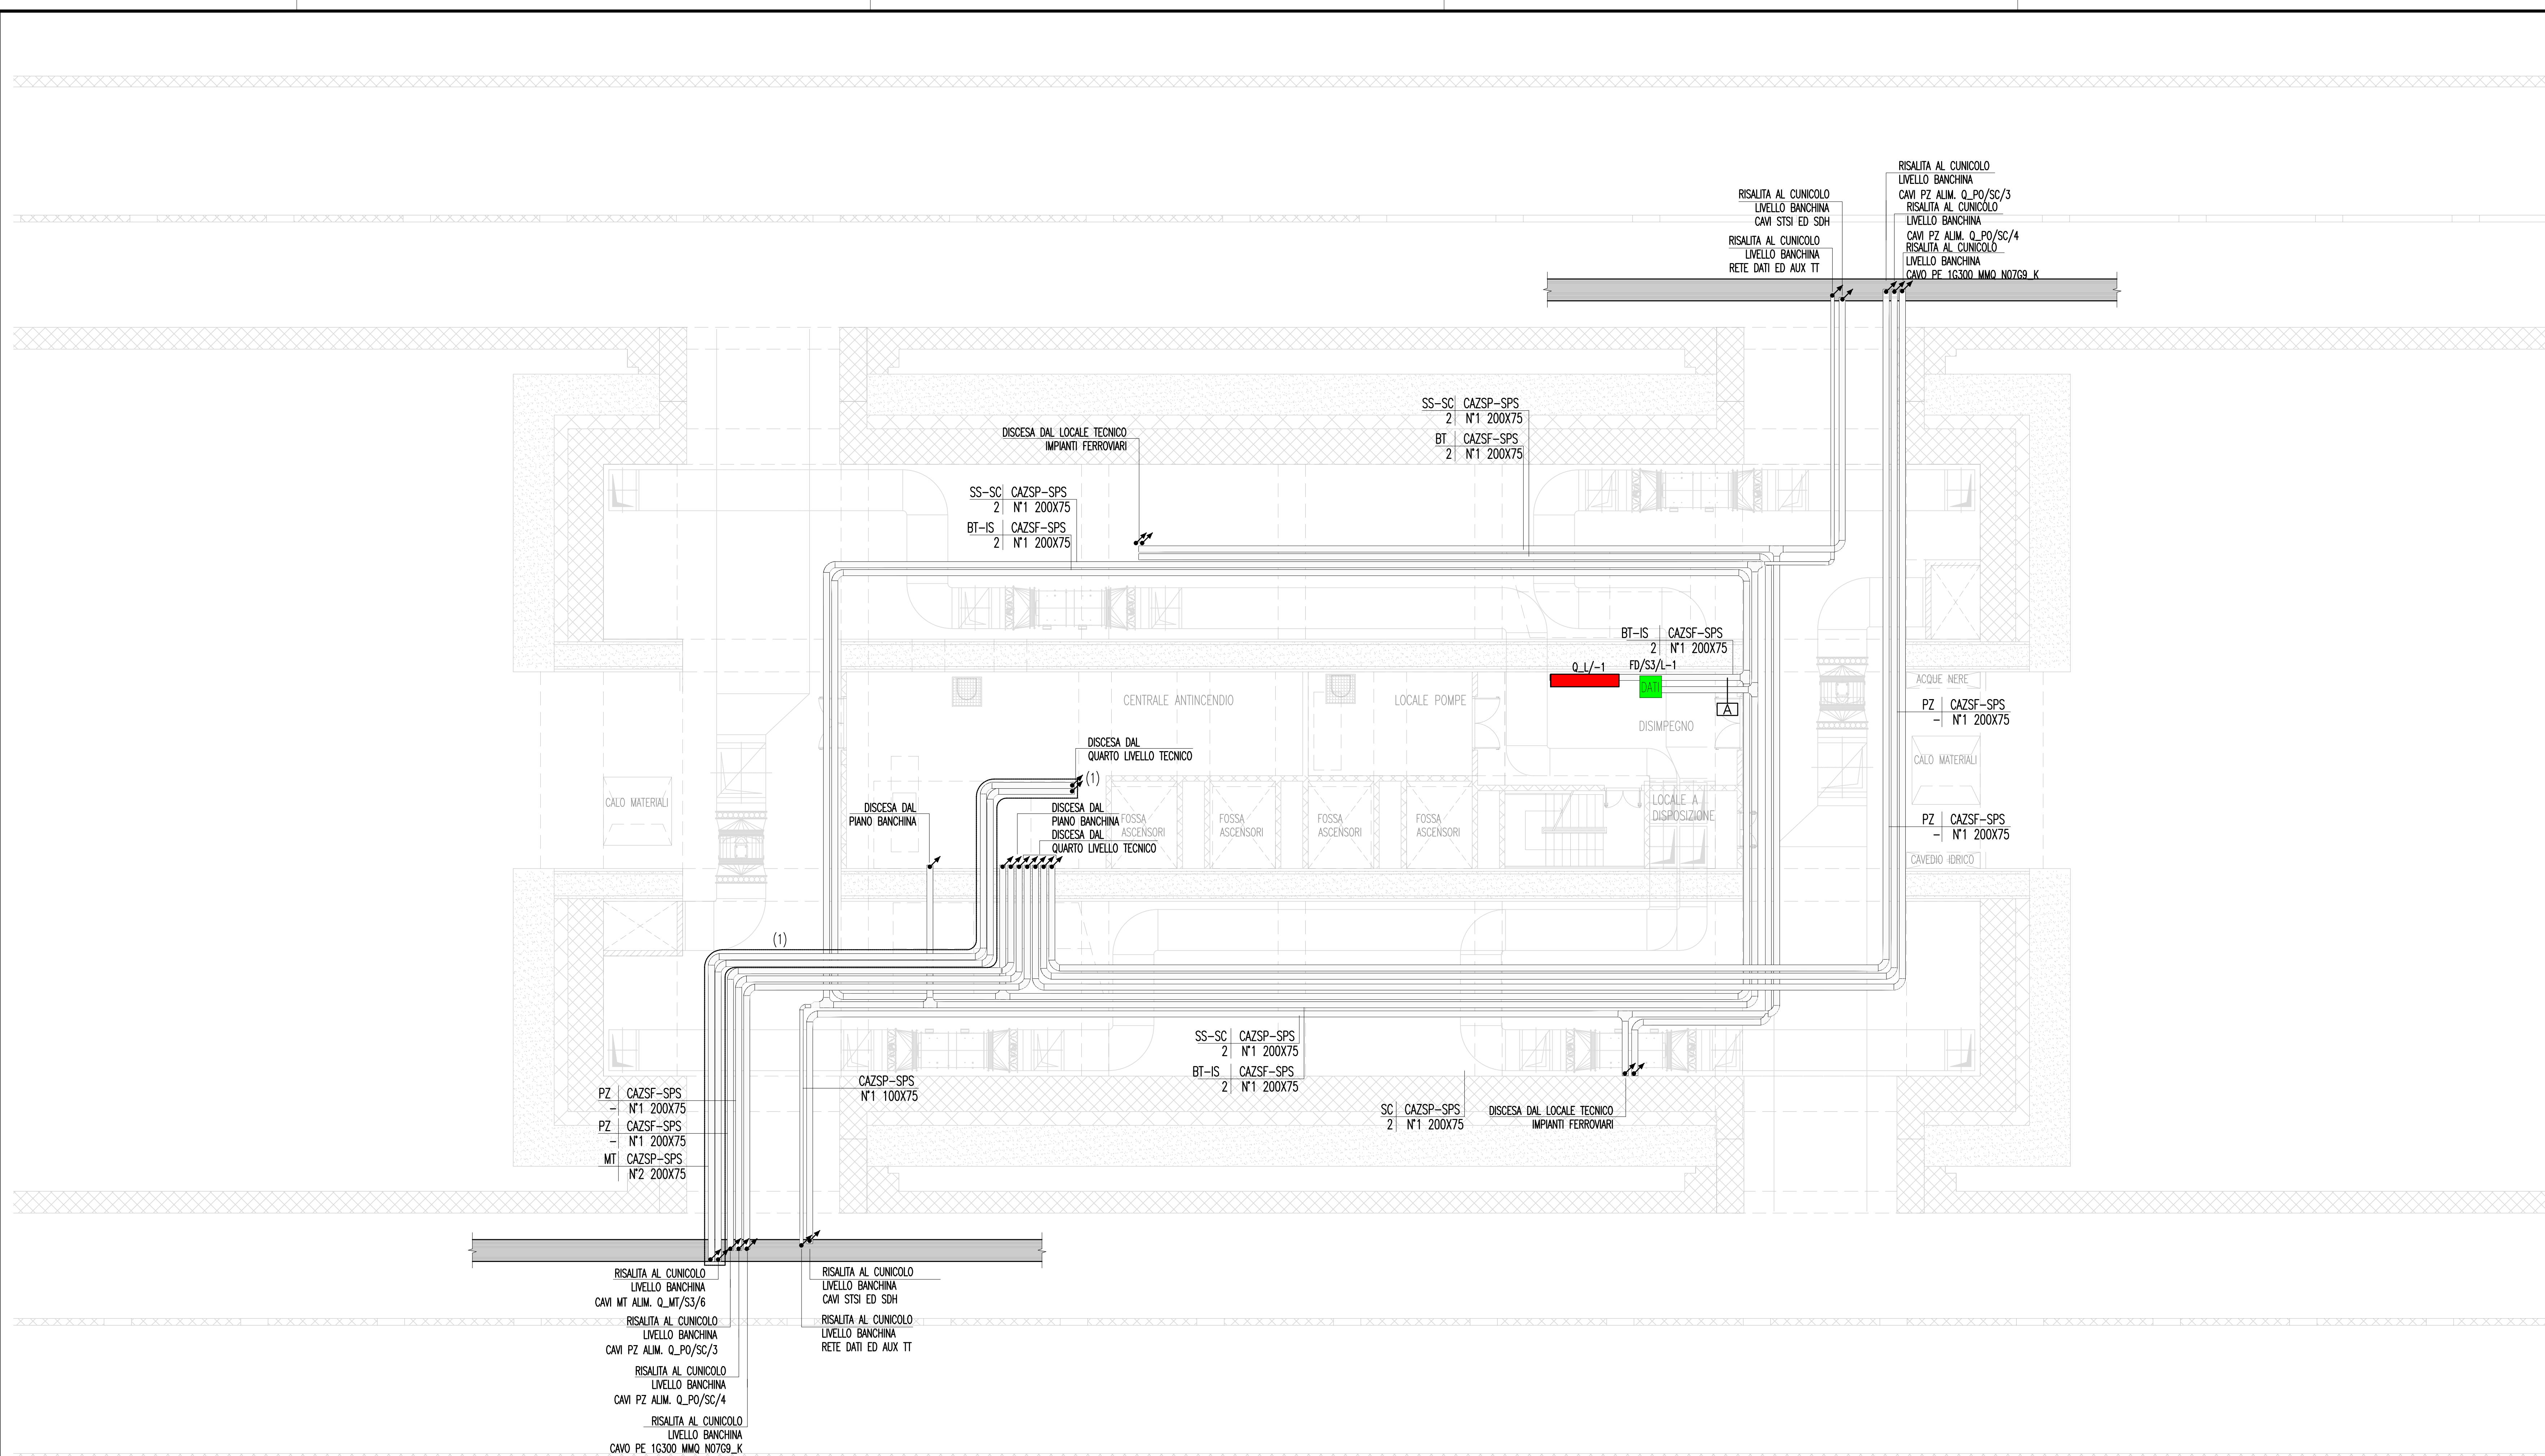 RISALITA AL CUNICOLO
LIVELLO BANCHINA
CAVI PZ ALIM. Q_PO/SC/3
RISALITA AL CUNICOLO
LIVELLO BANCHINA
CAVI STSI ED SDH
RISALITA AL CUNICOLO
LIVELLO BANCHINA
CAVI PZ ALIM. Q_PO/SC/4
RISALITA AL CUNICOLO
LIVELLO BANCHINA
RETE DATI ED AUX TT
RISALITA AL CUNICOLO
LIVELLO BANCHINA
CAVO PE 1G300 MMQ N07G9_K
SS-SC CAZSP-SPS
2 N°1 200X75
BT CAZSF-SPS
2 N°1 200X75
DISCESA DAL LOCALE TECNICO
IMPIANTI FERROVIARI
SS-SC CAZSP-SPS
2 N°1 200X75
BT-IS CAZSF-SPS
2 N°1 200X75
BT-IS CAZSF-SPS
2 N°1 200X75
Q_L/-1
FD/S3/L-1
DATI
A
ACQUE NERE
CENTRALE ANTINCENDIO
LOCALE POMPE
DISIMPEGNO
PZ CAZSF-SPS
- N°1 200X75
DISCESA DAL
QUARTO LIVELLO TECNICO
(1)
CALO MATERIALI
CALO MATERIALI
DISCESA DAL
PIANO BANCHINA
DISCESA DAL
PIANO BANCHINA
DISCESA DAL
QUARTO LIVELLO TECNICO
FOSSA
ASCENSORI
FOSSA
ASCENSORI
FOSSA
ASCENSORI
FOSSA
ASCENSORI
LOCALE A
DISPOSIZIONE
PZ CAZSF-SPS
- N°1 200X75
CAVEDIO IDRICO
(1)
SS-SC CAZSP-SPS
2 N°1 200X75
BT-IS CAZSF-SPS
2 N°1 200X75
CAZSP-SPS
N°1 100X75
PZ CAZSF-SPS
- N°1 200X75
PZ CAZSF-SPS
- N°1 200X75
MT CAZSP-SPS
N°2 200X75
SC CAZSP-SPS
2 N°1 200X75
DISCESA DAL LOCALE TECNICO
IMPIANTI FERROVIARI
RISALITA AL CUNICOLO
LIVELLO BANCHINA
CAVI MT ALIM. Q_MT/S3/6
RISALITA AL CUNICOLO
LIVELLO BANCHINA
CAVI STSI ED SDH
RISALITA AL CUNICOLO
LIVELLO BANCHINA
CAVI PZ ALIM. Q_PO/SC/3
RISALITA AL CUNICOLO
LIVELLO BANCHINA
RETE DATI ED AUX TT
RISALITA AL CUNICOLO
LIVELLO BANCHINA
CAVI PZ ALIM. Q_PO/SC/4
RISALITA AL CUNICOLO
LIVELLO BANCHINA
CAVO PE 1G300 MMQ N07G9_K